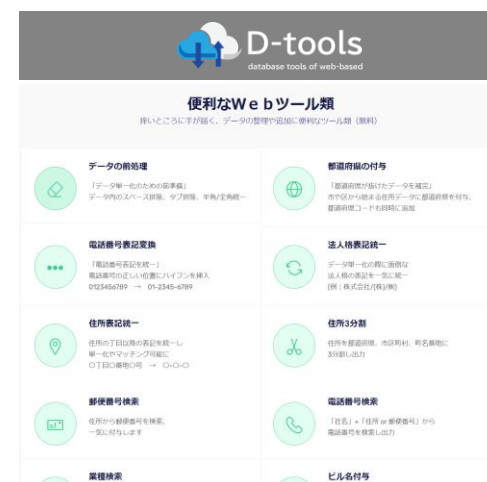 D-tools
database tools of web-based
便利なWebツール類
痒いところに手が届く、データの整理や追加に便利なツール類（無料）
データの前処理
「データ単一化のための前準備」
データ内のスペース排除、タブ排除、半角/全角統一
都道府県の付与
「都道府県が抜けたデータを補完」
市や区から始まる住所データに都道府県を付与。
都道府県コードも同時に追加
電話番号表記変換
「電話番号表記を統一」
電話番号の正しい位置にハイフンを挿入
0123456789 → 01-2345-6789
法人格表記統一
データ単一化の際に面倒な
法人格の表記を一気に統一
(例：株式会社/(株)/㈱)
住所表記統一
住所の丁目以降の表記を統一し
単一化やマッチング可能に
〇丁目〇番地〇号 → 〇-〇-〇
住所3分割
住所を都道府県、市区町村、町名番地に
3分割し出力
郵便番号検索
住所から郵便番号を検索。
一気に付与します
電話番号検索
「社名」+「住所 or 郵便番号」から
電話番号を検索し出力
業種検索
ビル名付与